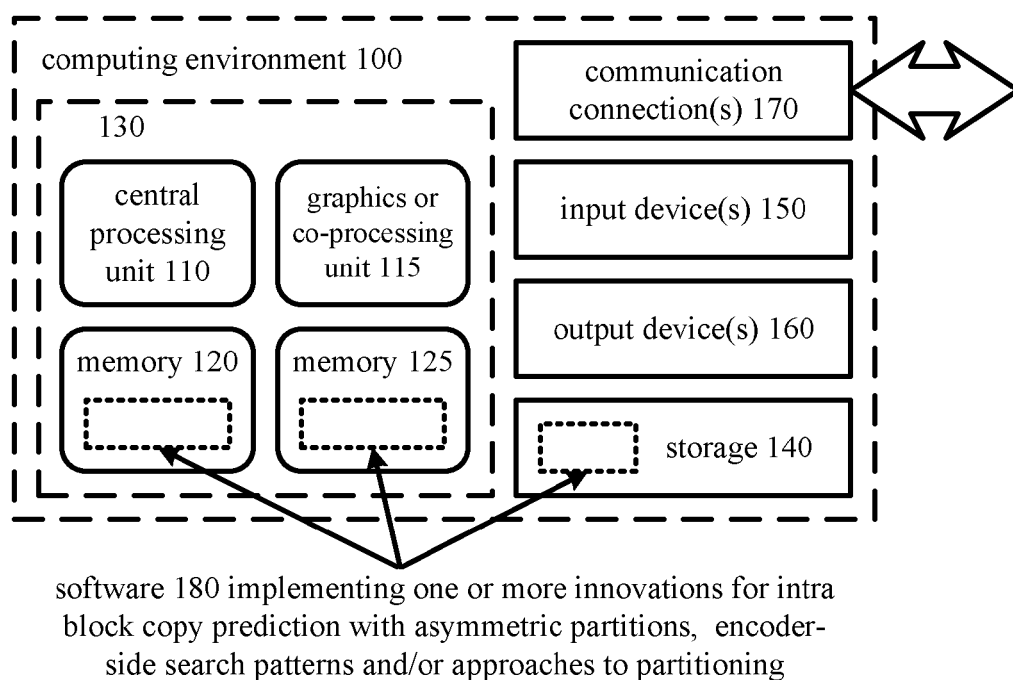 computing environment 100
130
central
processing
unit 110
graphics or
co-processing
unit 115
memory 120
memory 125
communication
connection(s) 170
input device(s) 150
output device(s) 160
storage 140
software 180 implementing one or more innovations for intra
block copy prediction with asymmetric partitions, encoder-
side search patterns and/or approaches to partitioning